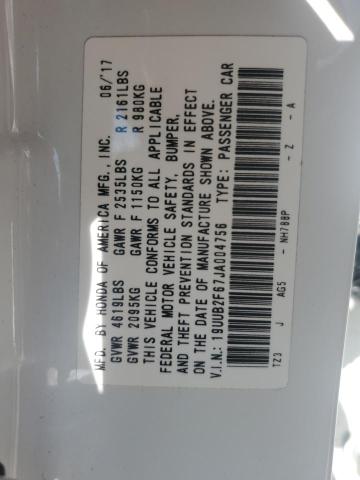 MFD. BY HONDA OF AMERICA MFG., INC. 06/'17
GVWR 4619LBS GAWR F 2535LBS R 2161LBS
GVWR 2095KG GAWR F 1150KG R 980KG
THIS VEHICLE CONFORMS TO ALL APPLICABLE
FEDERAL MOTOR VEHICLE SAFETY, BUMPER,
AND THEFT PREVENTION STANDARDS IN EFFECT
ON THE DATE OF MANUFACTURE SHOWN ABOVE.
V.I.N.: 19UUB2F67JA004756 TYPE: PASSENGER CAR
TZ3 J AG5 - NH788P - Z - A